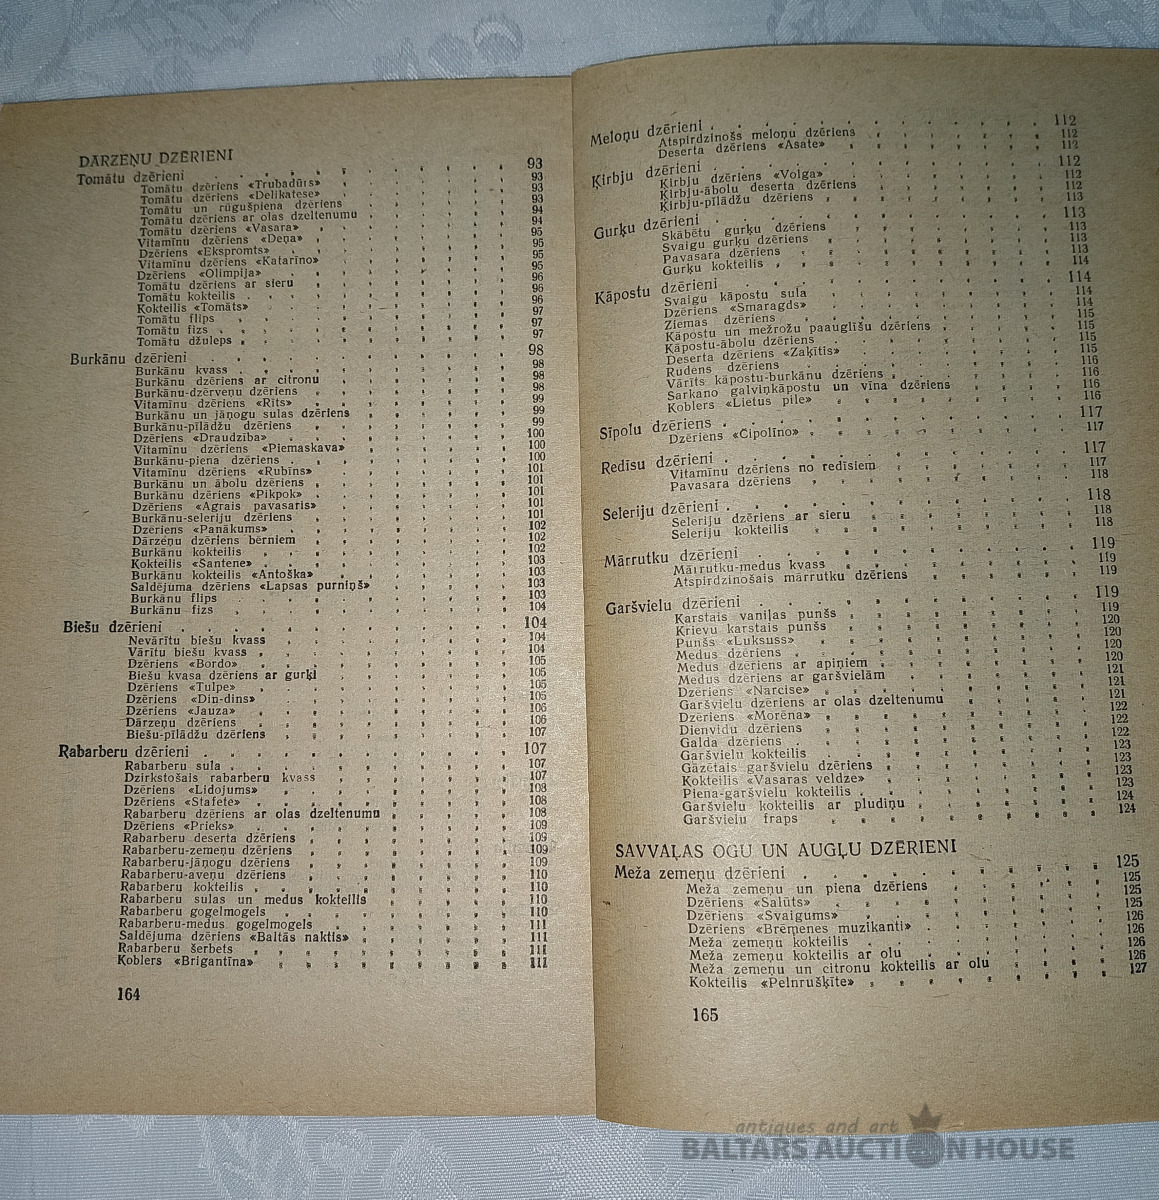 DĀRZEŅU DZĒRIENI
Tomātu dzērieni . . . . . . . . . . 93
Tomātu dzēriens «Trubadūrs» . . . . . . 93
Tomātu dzēriens «Delikatese» . . . . . . 93
Tomātu un rūgušpiena dzēriens . . . . . . 93
Tomātu dzēriens ar olas dzeltenumu . . . . . 94
Tomātu dzēriens «Vasara» . . . . . . 94
Vitamīnu dzēriens «Deņa» . . . . . . 95
Dzēriens «Ekspromts» . . . . . . 95
Vitamīnu dzēriens «Katarīno» . . . . . . 95
Dzēriens «Olimpija» . . . . . . 95
Tomātu dzēriens ar sieru . . . . . . 96
Tomātu kokteilis . . . . . . 96
Kokteilis «Tomāts» . . . . . . 96
Tomātu flips . . . . . . 97
Tomātu fizs . . . . . . 97
Tomātu džuleps . . . . . . 97
Burkānu dzērieni . . . . . . 98
Burkānu kvass . . . . . . 98
Burkānu dzēriens ar citronu . . . . . . 98
Burkānu-dzērveņu dzēriens . . . . . . 98
Vitamīnu dzēriens «Rīts» . . . . . . 99
Burkānu un jāņogu sulas dzēriens . . . . . . 99
Burkānu-pīlādžu dzēriens . . . . . . 99
Dzēriens «Draudzība» . . . . . . 100
Vitamīnu dzēriens «Piemaskava» . . . . . . 100
Burkānu-piena dzēriens . . . . . . 100
Vitamīnu dzēriens «Rubīns» . . . . . . 101
Burkānu un ābolu dzēriens . . . . . . 101
Burkānu dzēriens «Pikpok» . . . . . . 101
Dzēriens «Agrais pavasaris» . . . . . . 101
Burkānu-seleriju dzēriens . . . . . . 101
Dzēriens «Panākums» . . . . . . 102
Dārzeņu dzēriens bērniem . . . . . . 102
Burkānu kokteilis . . . . . . 102
Kokteilis «Santene» . . . . . . 103
Burkānu kokteilis «Antoška» . . . . . . 103
Saldējuma dzēriens «Lapsas purniņš» . . . . . . 103
Burkānu flips . . . . . . 103
Burkānu fizs . . . . . . 104
Biešu dzērieni . . . . . . 104
Nevārītu biešu kvass . . . . . . 104
Vārītu biešu kvass . . . . . . 104
Dzēriens «Bordo» . . . . . . 105
Biešu kvasa dzēriens ar gurķi . . . . . . 105
Dzēriens «Tulpe» . . . . . . 105
Dzēriens «Din-dins» . . . . . . 105
Dzēriens «Jauza» . . . . . . 106
Dārzeņu dzēriens . . . . . . 106
Biešu-pīlādžu dzēriens . . . . . . 107
Rabarberu dzērieni . . . . . . 107
Rabarberu sula . . . . . . 107
Dzirkstošais rabarberu kvass . . . . . . 107
Dzēriens «Lidojums» . . . . . . 108
Dzēriens «Stafete» . . . . . . 108
Rabarberu dzēriens ar olas dzeltenumu . . . . . . 108
Dzēriens «Prieks» . . . . . . 109
Rabarberu deserta dzēriens . . . . . . 109
Rabarberu-zemeņu dzēriens . . . . . . 109
Rabarberu-jāņogu dzēriens . . . . . . 109
Rabarberu-aveņu dzēriens . . . . . . 110
Rabarberu kokteilis . . . . . . 110
Rabarberu sulas un medus kokteilis . . . . . . 110
Rabarberu gogelmogels . . . . . . 110
Rabarberu-medus gogelmogels . . . . . . 111
Saldējuma dzēriens «Baltās naktis» . . . . . . 111
Rabarberu šerbets . . . . . . 111
Koblers «Brigantīna» . . . . . . 111
164
Meloņu dzērieni . . . . . . 112
Atspirdzinošs meloņu dzēriens . . . . . . 112
Deserta dzēriens «Asate» . . . . . . 112
Ķirbju dzērieni . . . . . . 112
Ķirbju dzēriens «Volga» . . . . . . 112
Ķirbju-ābolu deserta dzēriens . . . . . . 112
Ķirbju-pīlādžu dzēriens . . . . . . 113
Gurķu dzērieni . . . . . . 113
Skābētu gurķu dzēriens . . . . . . 113
Svaigu gurķu dzēriens . . . . . . 113
Pavasara dzēriens . . . . . . 113
Gurķu kokteilis . . . . . . 114
Kāpostu dzērieni . . . . . . 114
Svaigu kāpostu sula . . . . . . 114
Dzēriens «Smaragds» . . . . . . 114
Ziemas dzēriens . . . . . . 115
Kāpostu un mežrožu paauglīšu dzēriens . . . . . . 115
Kāpostu-ābolu dzēriens . . . . . . 115
Deserta dzēriens «Zaķītis» . . . . . . 115
Rudens dzēriens . . . . . . 116
Vārīts kāpostu-burkānu dzēriens . . . . . . 116
Sarkano galviņkāpostu un vīna dzēriens . . . . . . 116
Koblers «Lietus pile» . . . . . . 116
Sīpolu dzēriens . . . . . . 117
Dzēriens «Čipolīno» . . . . . . 117
Redīsu dzērieni . . . . . . 117
Vitamīnu dzēriens no redīsiem . . . . . . 117
Pavasara dzēriens . . . . . . 118
Seleriju dzērieni . . . . . . 118
Seleriju dzēriens ar sieru . . . . . . 118
Seleriju kokteilis . . . . . . 118
Mārrutku dzērieni . . . . . . 119
Mārrutku-medus kvass . . . . . . 119
Atspirdzinošais mārrutku dzēriens . . . . . . 119
Garšvielu dzērieni . . . . . . 119
Karstais vaniļas punšs . . . . . . 119
Krievu karstais punšs . . . . . . 120
Punšs «Luksuss» . . . . . . 120
Medus dzēriens . . . . . . 120
Medus dzēriens ar apiņiem . . . . . . 120
Medus dzēriens ar garšvielām . . . . . . 121
Dzēriens «Narcise» . . . . . . 121
Garšvielu dzēriens ar olas dzeltenumu . . . . . . 121
Dzēriens «Morēna» . . . . . . 122
Dienvidu dzēriens . . . . . . 122
Galda dzēriens . . . . . . 122
Garšvielu kokteilis . . . . . . 123
Gāzētais garšvielu dzēriens . . . . . . 123
Kokteilis «Vasaras veldze» . . . . . . 123
Piena-garšvielu kokteilis . . . . . . 123
Garšvielu kokteilis ar pludiņu . . . . . . 124
Garšvielu fraps . . . . . . 124
SAVVAĻAS OGU UN AUGĻU DZĒRIENI
Meža zemeņu dzērieni . . . . . . 125
Meža zemeņu un piena dzēriens . . . . . . 125
Dzēriens «Salūts» . . . . . . 125
Dzēriens «Svaigums» . . . . . . 125
Dzēriens «Brēmenes muzikanti» . . . . . . 126
Meža zemeņu kokteilis . . . . . . 126
Meža zemeņu kokteilis ar olu . . . . . . 126
Meža zemeņu un citronu kokteilis ar olu . . . . . . 126
Kokteilis «Pelnrušķīte» . . . . . . 127
165
antiques and art
BALTARS AUCTION HOUSE